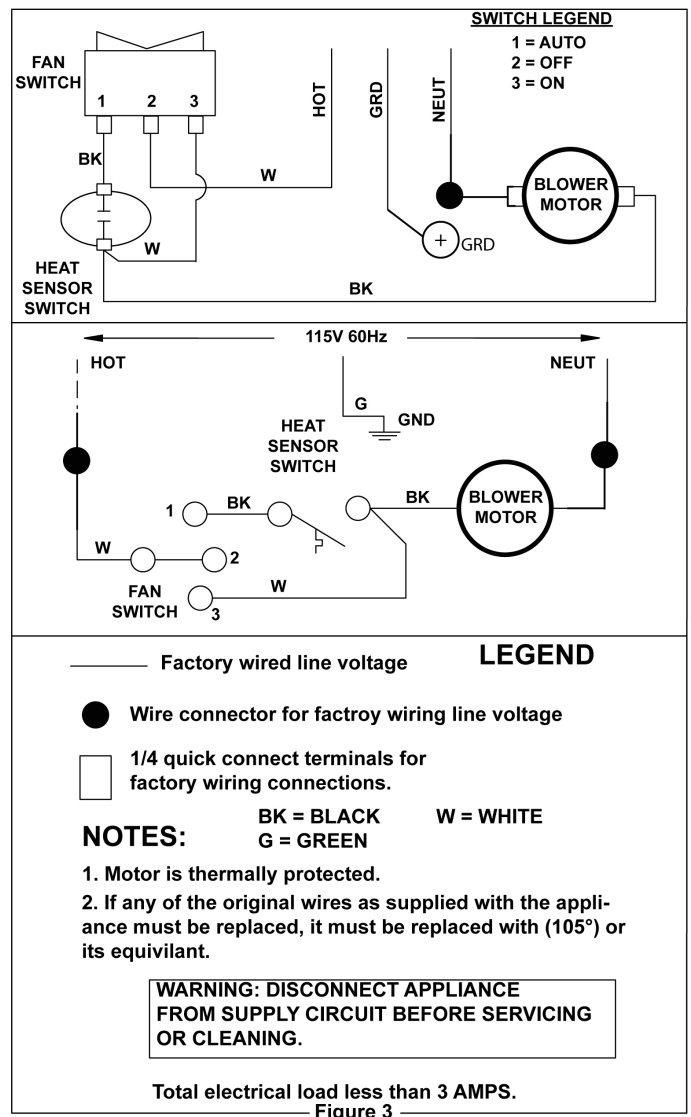 SWITCH LEGEND
1 = AUTO
2 = OFF
3 = ON
FAN
SWITCH
1 2 3
HOT
GRD
NEUT
BK
W
BLOWER
MOTOR
W
GRD
HEAT
SENSOR
SWITCH
BK
115V 60Hz
HOT
NEUT
G
GND
HEAT
SENSOR
SWITCH
1
BK
BK
BLOWER
MOTOR
W
2
FAN
SWITCH
W
3
LEGEND
Factory wired line voltage
Wire connector for factroy wiring line voltage
1/4 quick connect terminals for
factory wiring connections.
BK = BLACK W = WHITE
G = GREEN
NOTES:
1. Motor is thermally protected.
2. If any of the original wires as supplied with the appli-
ance must be replaced, it must be replaced with (105°) or
its equivilant.
WARNING: DISCONNECT APPLIANCE
FROM SUPPLY CIRCUIT BEFORE SERVICING
OR CLEANING.
Total electrical load less than 3 AMPS.
Figure 3